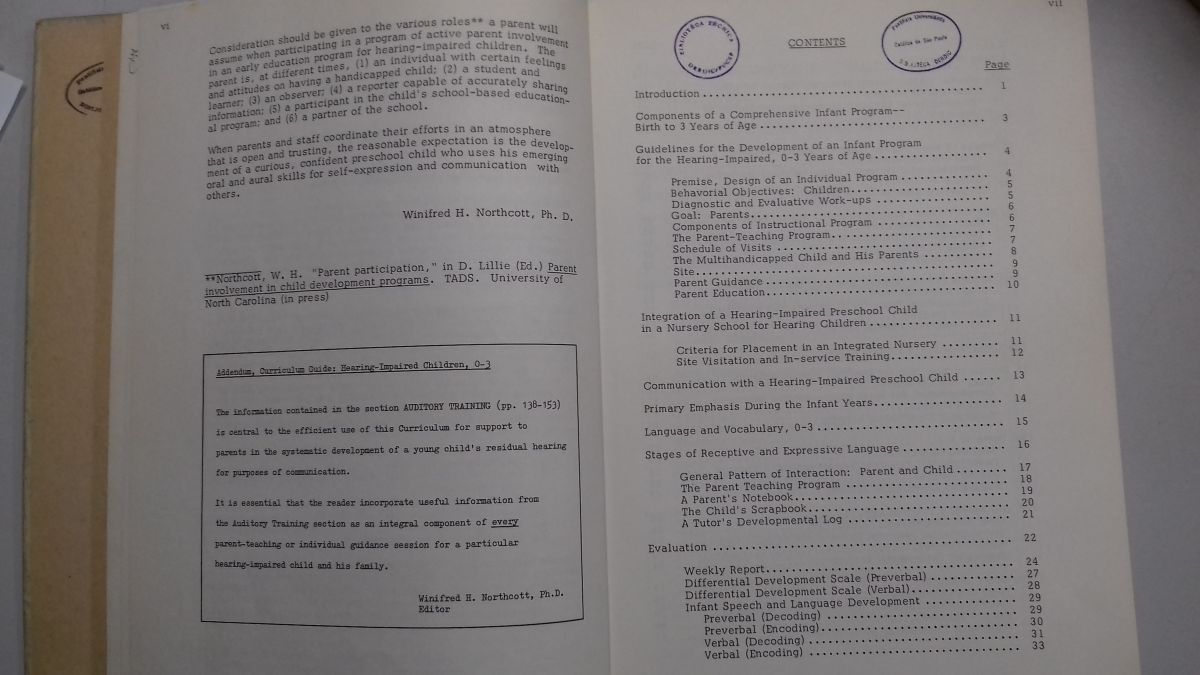 vi
Consideration should be given to the various roles** a parent will
assume when participating in a program of active parent involvement
in an early education program for hearing-impaired children. The
parent is, at different times, (1) an individual with certain feelings
and attitudes on having a handicapped child; (2) a student and
learner; (3) an observer; (4) a reporter capable of accurately sharing
information; (5) a participant in the child's school-based education-
al program; and (6) a partner of the school.
When parents and staff coordinate their efforts in an atmosphere
that is open and trusting, the reasonable expectation is the develop-
ment of a curious, confident preschool child who uses his emerging
oral and aural skills for self-expression and communication with
others.
Winifred H. Northcott, Ph. D.
**Northcott, W. H. "Parent participation," in D. Lillie (Ed.) Parent
involvement in child development programs. TADS. University of
North Carolina (in press)
Addendum, Curriculum Guide: Hearing-Impaired Children, 0-3
The information contained in the section AUDITORY TRAINING (pp. 138-153)
is central to the efficient use of this Curriculum for support to
parents in the systematic development of a young child's residual hearing
for purposes of communication.
It is essential that the reader incorporate useful information from
the Auditory Training section as an integral component of every
parent-teaching or individual guidance session for a particular
hearing-impaired child and his family.
Winifred H. Northcott, Ph.D.
Editor
vii
BIBLIOTECA TÉCNICA
Pontifícia Universidade
Católica de São Paulo
CONTENTS
Page
Introduction .......... 1
Components of a Comprehensive Infant Program--
Birth to 3 Years of Age .......... 3
Guidelines for the Development of an Infant Program
for the Hearing-Impaired, 0-3 Years of Age .......... 4
Premise, Design of an Individual Program .......... 4
Behavorial Objectives: Children .......... 5
Diagnostic and Evaluative Work-ups .......... 5
Goal: Parents .......... 6
Components of Instructional Program .......... 6
The Parent-Teaching Program .......... 7
Schedule of Visits .......... 7
The Multihandicapped Child and His Parents .......... 8
Site .......... 9
Parent Guidance .......... 9
Parent Education .......... 10
Integration of a Hearing-Impaired Preschool Child
in a Nursery School for Hearing Children .......... 11
Criteria for Placement in an Integrated Nursery .......... 11
Site Visitation and In-service Training .......... 12
Communication with a Hearing-Impaired Preschool Child ...... 13
Primary Emphasis During the Infant Years .......... 14
Language and Vocabulary, 0-3 .......... 15
Stages of Receptive and Expressive Language .......... 16
General Pattern of Interaction: Parent and Child ........ 17
The Parent Teaching Program .......... 18
A Parent's Notebook .......... 19
The Child's Scrapbook .......... 20
A Tutor's Developmental Log .......... 21
Evaluation .......... 22
Weekly Report .......... 24
Differential Development Scale (Preverbal) .......... 27
Differential Development Scale (Verbal) .......... 28
Infant Speech and Language Development .......... 29
Preverbal (Decoding) .......... 29
Preverbal (Encoding) .......... 30
Verbal (Decoding) .......... 31
Verbal (Encoding) .......... 33